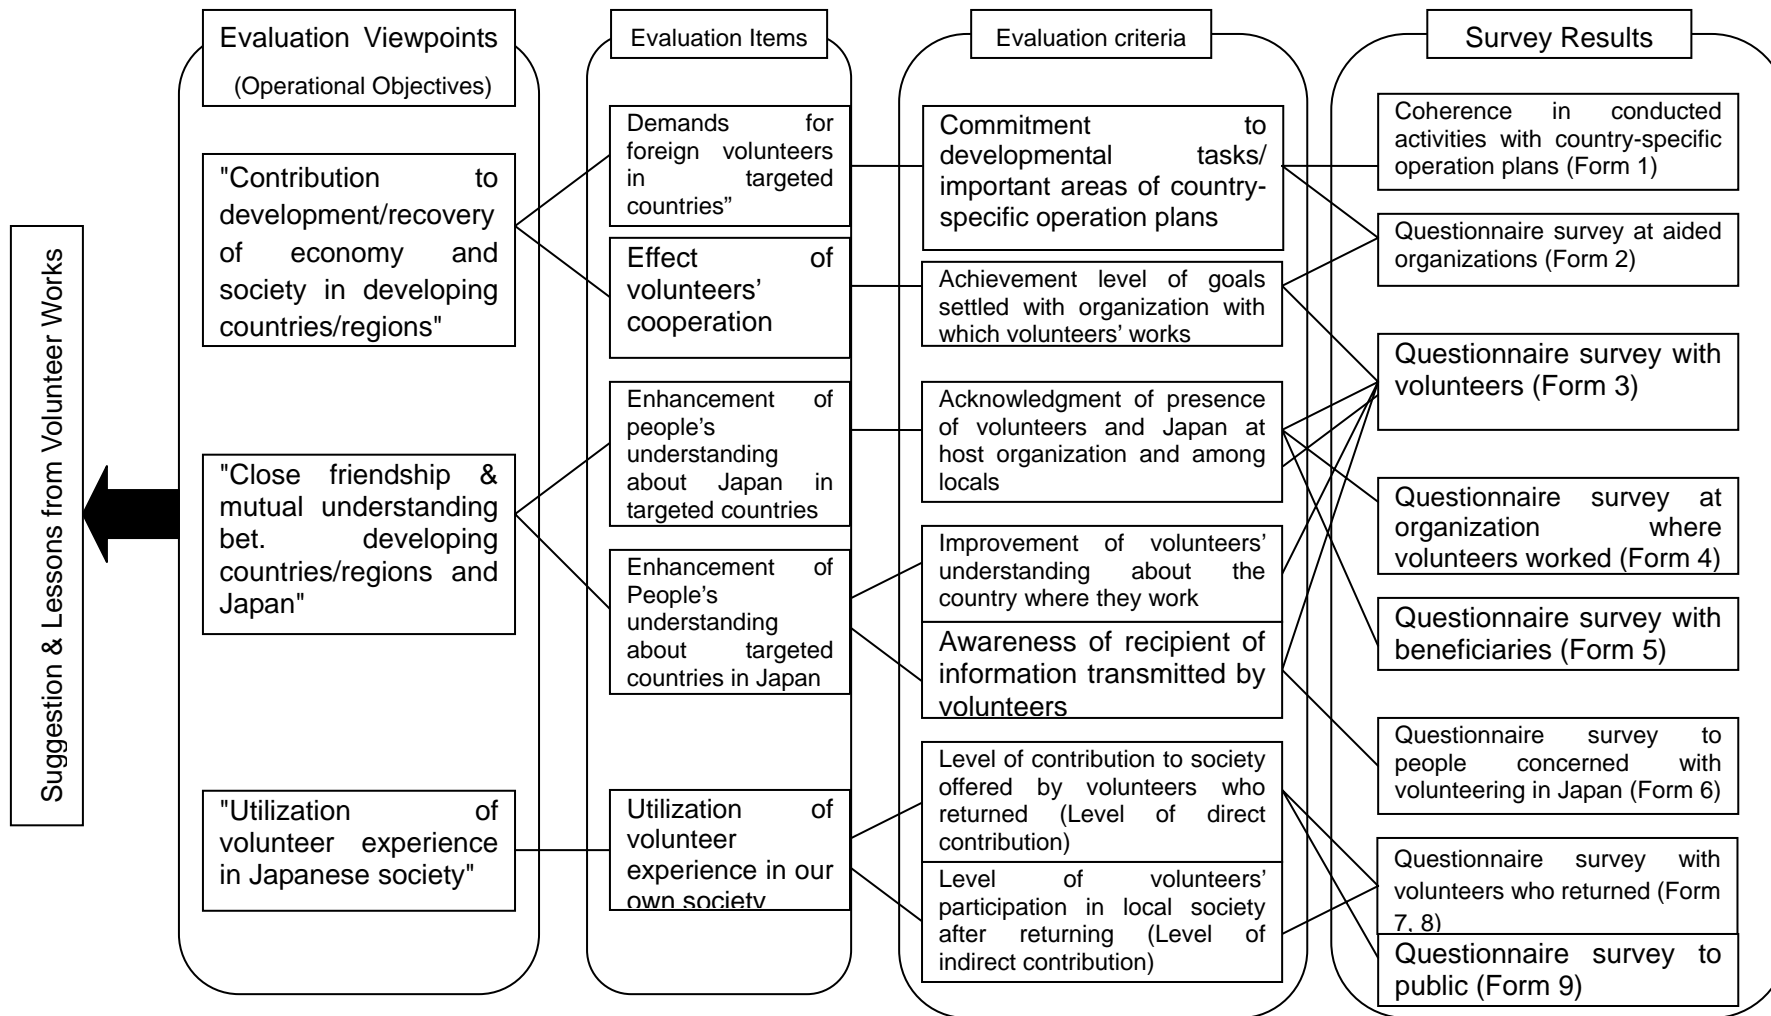 Suggestion & Lessons from Volunteer Works
Evaluation Viewpoints
(Operational Objectives)
"Contribution to
development/recovery
of economy and
society in developing
countries/regions"
"Close friendship &
mutual understanding
bet. developing
countries/regions and
Japan"
"Utilization of
volunteer experience
in Japanese society"
Evaluation Items
Demands for
foreign volunteers
in targeted
countries”
Effect of
volunteers’
cooperation
Enhancement of
people’s
understanding
about Japan in
targeted countries
Enhancement of
People’s
understanding
about targeted
countries in Japan
Utilization of
volunteer
experience in our
own society
Evaluation criteria
Commitment to
developmental tasks/
important areas of country-
specific operation plans
Achievement level of goals
settled with organization with
which volunteers’ works
Acknowledgment of presence
of volunteers and Japan at
host organization and among
locals
Improvement of volunteers’
understanding about the
country where they work
Awareness of recipient of
information transmitted by
volunteers
Level of contribution to society
offered by volunteers who
returned (Level of direct
contribution)
Level of volunteers’
participation in local society
after returning (Level of
indirect contribution)
Survey Results
Coherence in conducted
activities with country-specific
operation plans (Form 1)
Questionnaire survey at aided
organizations (Form 2)
Questionnaire survey with
volunteers (Form 3)
Questionnaire survey at
organization where
volunteers worked (Form 4)
Questionnaire survey with
beneficiaries (Form 5)
Questionnaire survey to
people concerned with
volunteering in Japan (Form 6)
Questionnaire survey with
volunteers who returned (Form
7, 8)
Questionnaire survey to
public (Form 9)